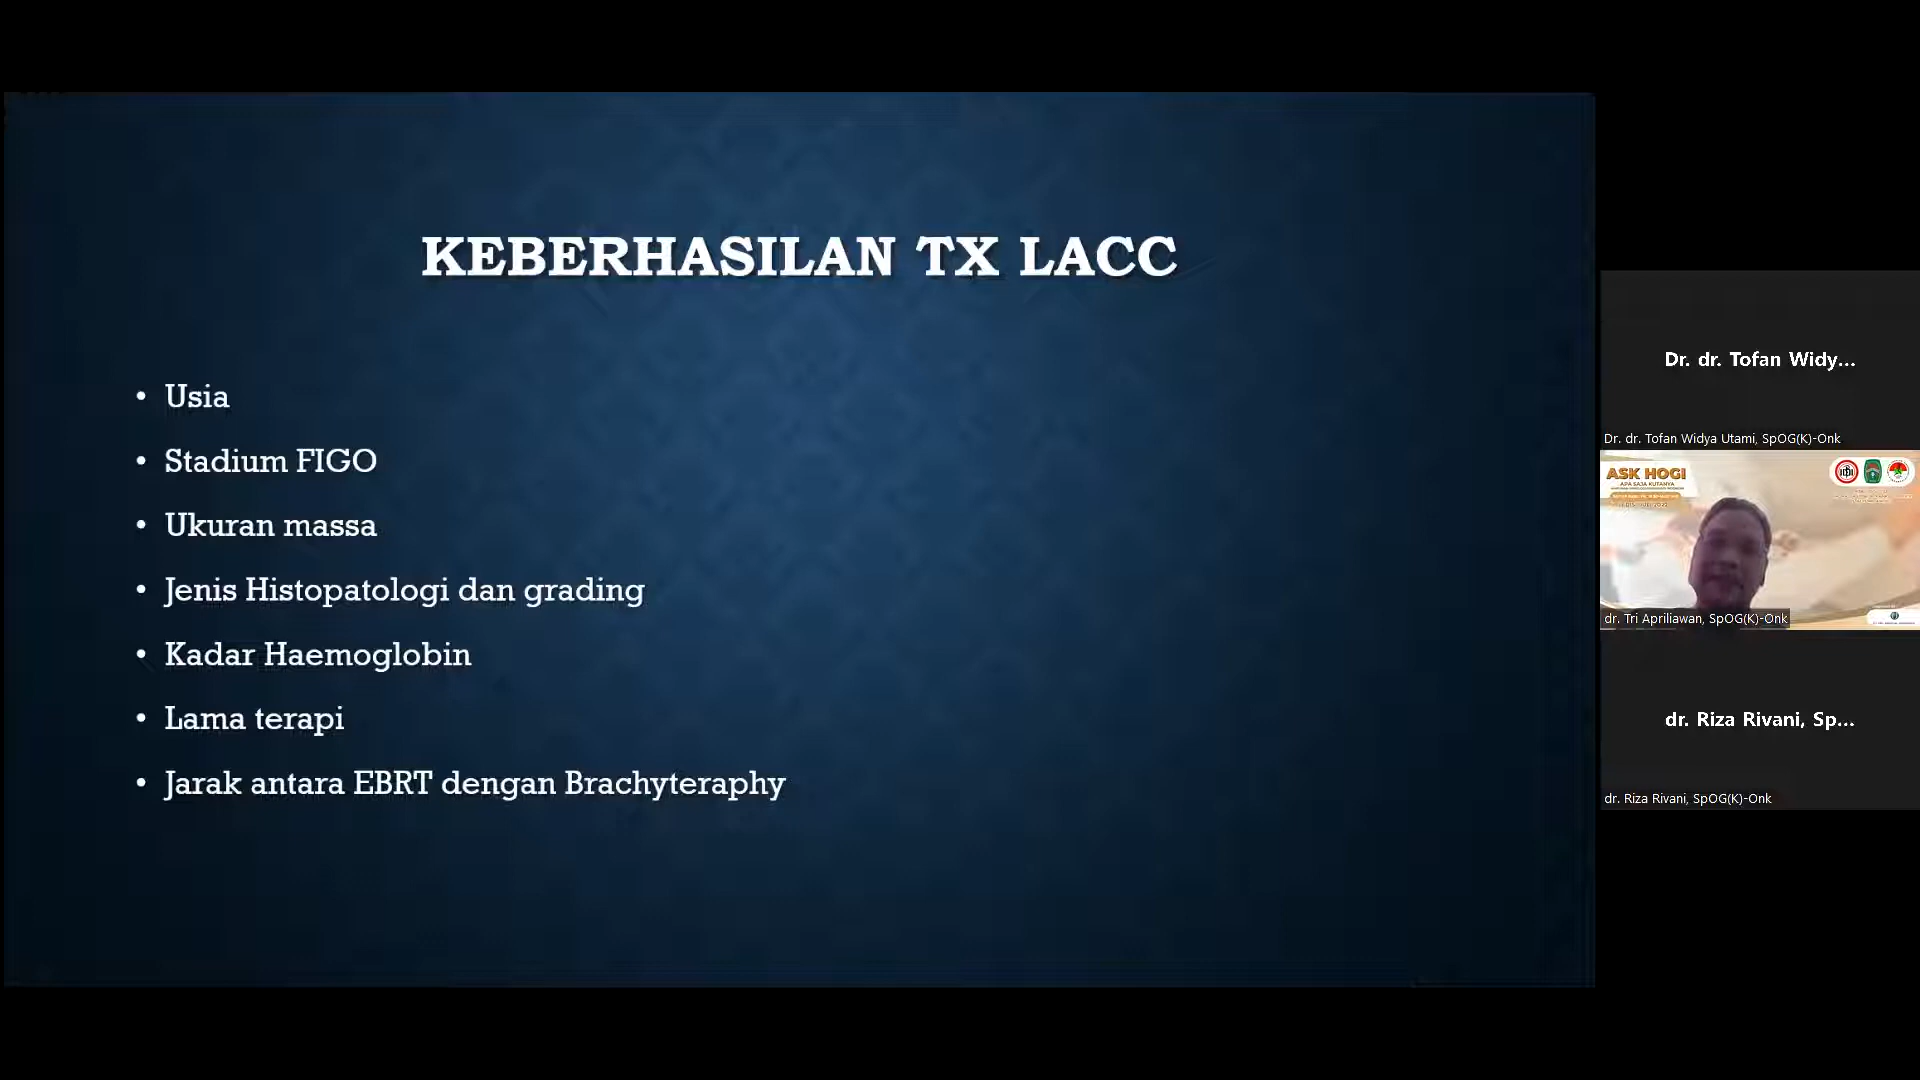 KEBERHASILAN TX LACC
• Usia
• Stadium FIGO
• Ukuran massa
• Jenis Histopatologi dan grading
• Kadar Haemoglobin
• Lama terapi
• Jarak antara EBRT dengan Brachyteraphy
Dr. dr. Tofan Widy...
Dr. dr. Tofan Widya Utami, SpOG(K)-Onk
ASK HOGI
APA SAJA KUTANYA
dr. Tri Apriliawan, SpOG(K)-Onk
dr. Riza Rivani, Sp...
dr. Riza Rivani, SpOG(K)-Onk